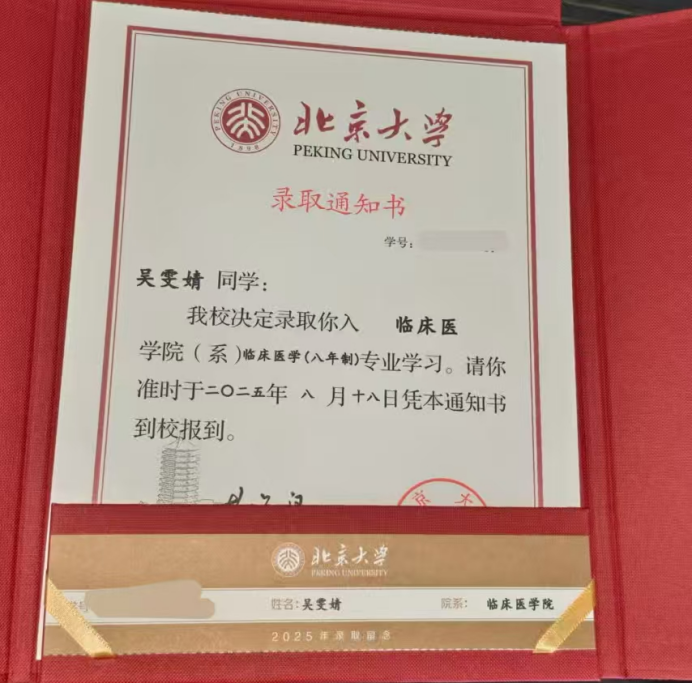 PEKING UNIVERSITY
1898
北京大学
PEKING UNIVERSITY
录取通知书
学号：
吴雯婧 同学：
我校决定录取你入 临床医
学院（系）临床医学(八年制)专业学习。请你
准时于二〇二五年 八 月十八日凭本通知书
到校报到。
京 大
北京大学
PEKING UNIVERSITY
学号
姓名：吴雯婧
院系： 临床医学院
2025年录取留念